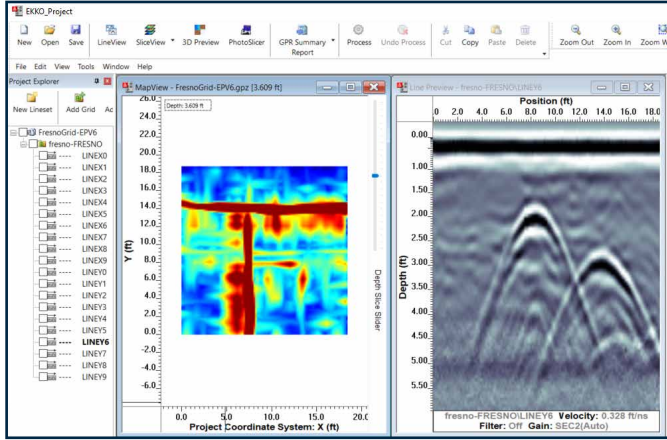 EKKO_Project
New Open Save LineView SliceView 3D Preview PhotoSlicer GPR Summary Report Process Undo Process Cut Copy Paste Delete Zoom Out Zoom In Zoom W
File Edit View Tools Window Help
Project Explorer
New Lineset Add Grid Ac
FresnoGrid-EPV6
fresno-FRESNO
---- LINEX0
---- LINEX1
---- LINEX2
---- LINEX3
---- LINEX4
---- LINEX5
---- LINEX6
---- LINEX7
---- LINEX8
---- LINEX9
---- LINEY0
---- LINEY1
---- LINEY2
---- LINEY3
---- LINEY4
---- LINEY5
---- LINEY6
---- LINEY7
---- LINEY8
---- LINEY9
MapView - FresnoGrid-EPV6.gpz [3.609 ft]
Depth 3.609 ft
26.0
24.0
22.0
20.0
18.0
16.0
14.0
12.0
10.0
8.0
6.0
4.0
2.0
0.0
-2.0
-4.0
-6.0
Y (ft)
0.0 5.0 10.0 15.0 20.0
Project Coordinate System: X (ft)
Depth Slice Slider
Line Preview - fresno-FRESNO\LINEY6
Position (ft)
0 2.0 4.0 6.0 8.0 10.0 12.0 14.0 16.0 18.0
0.00
1.00
1.50
2.00
2.50
3.00
3.50
4.00
4.50
5.00
5.50
Depth (ft)
fresno-FRESNO\LINEY6 Velocity: 0.328 ft/ns
Filter: Off Gain: SEC2(Auto)